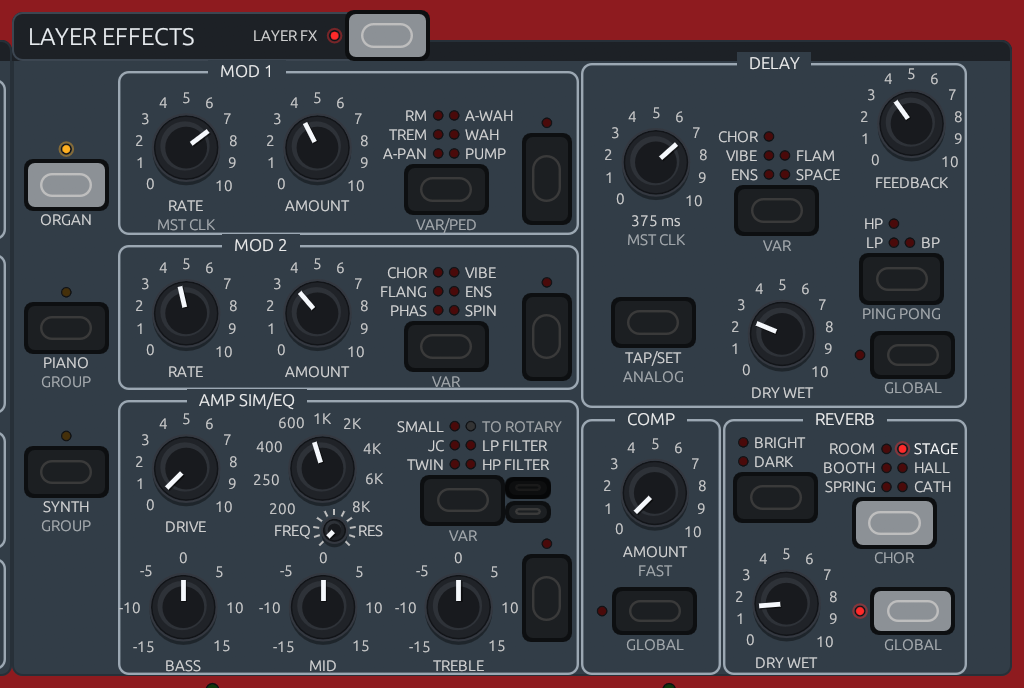 LAYER EFFECTS
LAYER FX
ORGAN
PIANO
GROUP
SYNTH
GROUP
MOD 1
0 1 2 3 4 5 6 7 8 9 10
RATE
MST CLK
0 1 2 3 4 5 6 7 8 9 10
AMOUNT
RM A-WAH
TREM WAH
A-PAN PUMP
VAR/PED
MOD 2
0 1 2 3 4 5 6 7 8 9 10
RATE
0 1 2 3 4 5 6 7 8 9 10
AMOUNT
CHOR VIBE
FLANG ENS
PHAS SPIN
VAR
AMP SIM/EQ
0 1 2 3 4 5 6 7 8 9 10
DRIVE
200 250 400 600 1K 2K 4K 6K 8K
FREQ RES
SMALL TO ROTARY
JC LP FILTER
TWIN HP FILTER
VAR
-15 -10 -5 0 5 10 15
BASS
-15 -10 -5 0 5 10 15
MID
-15 -10 -5 0 5 10 15
TREBLE
DELAY
0 1 2 3 4 5 6 7 8 9 10
375 ms
MST CLK
CHOR
VIBE FLAM
ENS SPACE
VAR
0 1 2 3 4 5 6 7 8 9 10
FEEDBACK
HP
LP BP
PING PONG
TAP/SET
ANALOG
0 1 2 3 4 5 6 7 8 9 10
DRY WET
GLOBAL
COMP
0 1 2 3 4 5 6 7 8 9 10
AMOUNT
FAST
GLOBAL
REVERB
BRIGHT
DARK
ROOM STAGE
BOOTH HALL
SPRING CATH
CHOR
0 1 2 3 4 5 6 7 8 9 10
DRY WET
GLOBAL